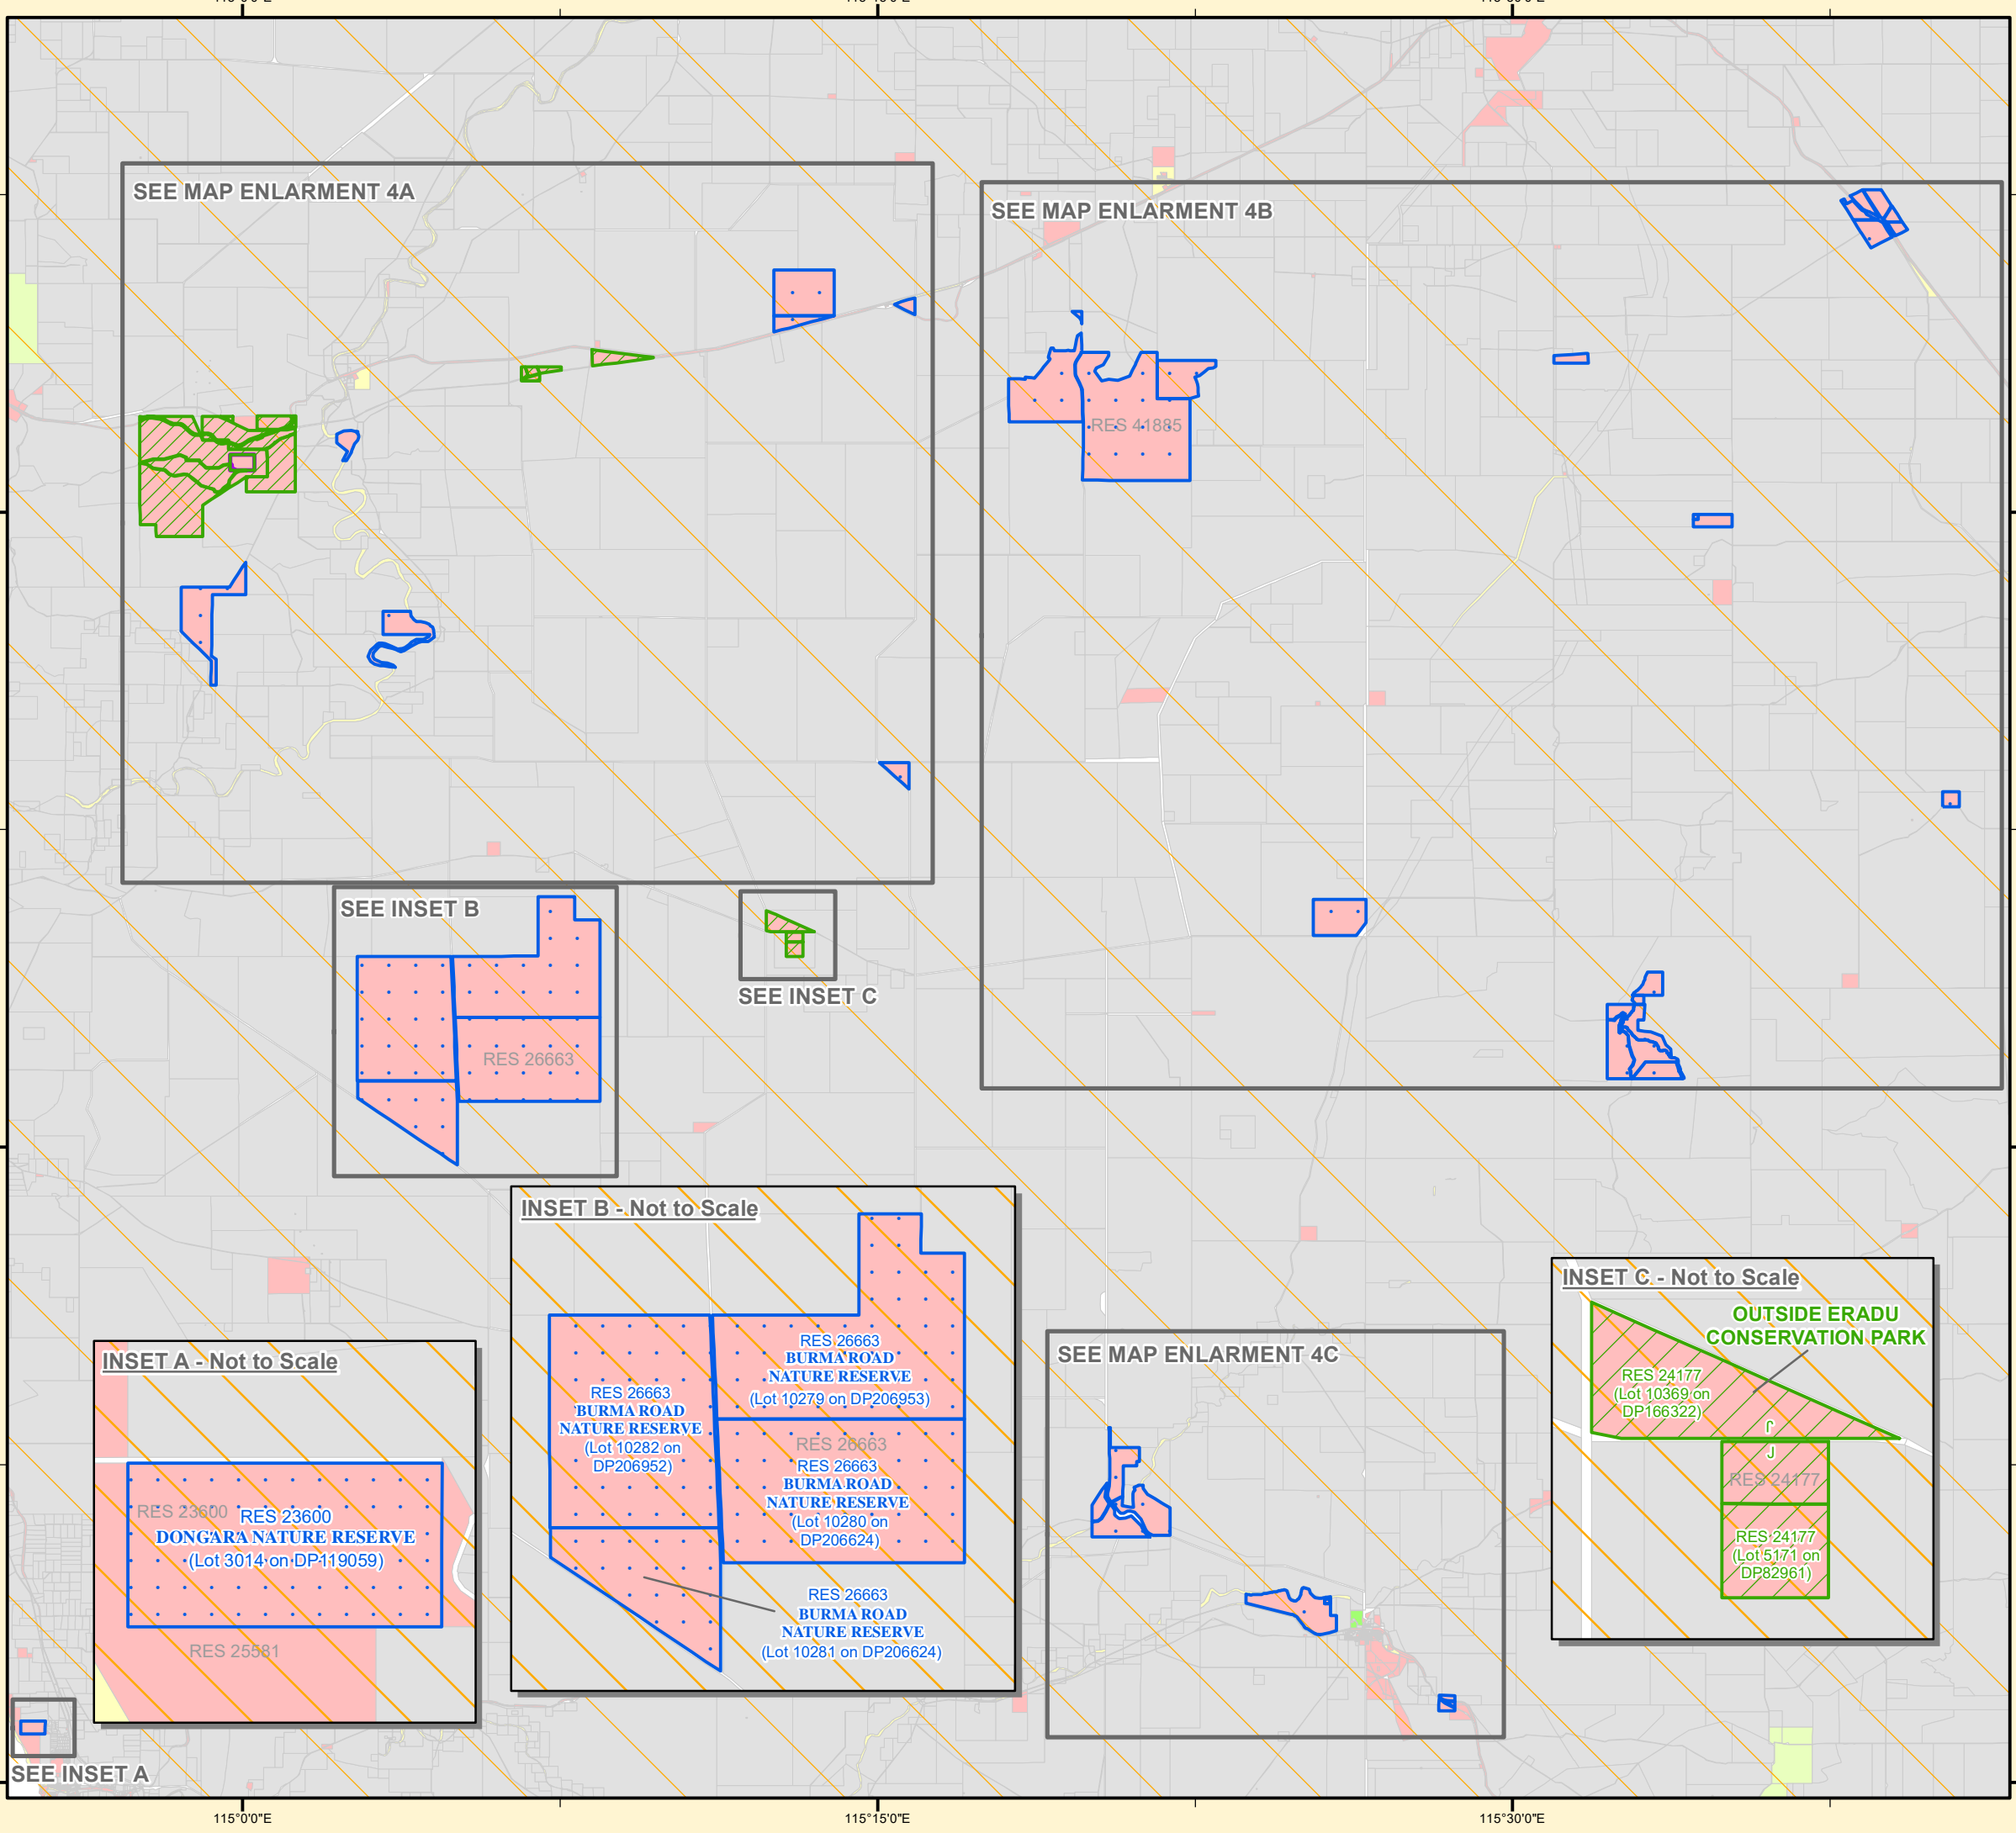 SEE MAP ENLARMENT 4A
SEE MAP ENLARMENT 4B
RES 41885
SEE INSET B
RES 26663
SEE INSET C
INSET B - Not to Scale
RES 26663
BURMA ROAD
NATURE RESERVE
(Lot 10279 on DP206953)
RES 26663
BURMA ROAD
NATURE RESERVE
(Lot 10282 on
DP206952)
RES 26663
RES 26663
BURMA ROAD
NATURE RESERVE
(Lot 10280 on
DP206624)
RES 26663
BURMA ROAD
NATURE RESERVE
(Lot 10281 on DP206624)
INSET C - Not to Scale
OUTSIDE ERADU
CONSERVATION PARK
RES 24177
(Lot 10369 on
DP166322)
RES 24177
RES 24177
(Lot 5171 on
DP82961)
SEE MAP ENLARMENT 4C
INSET A - Not to Scale
RES 23600
RES 23600
DONGARA NATURE RESERVE
(Lot 3014 on DP119059)
RES 25581
SEE INSET A
115°0'0"E
115°15'0"E
115°30'0"E